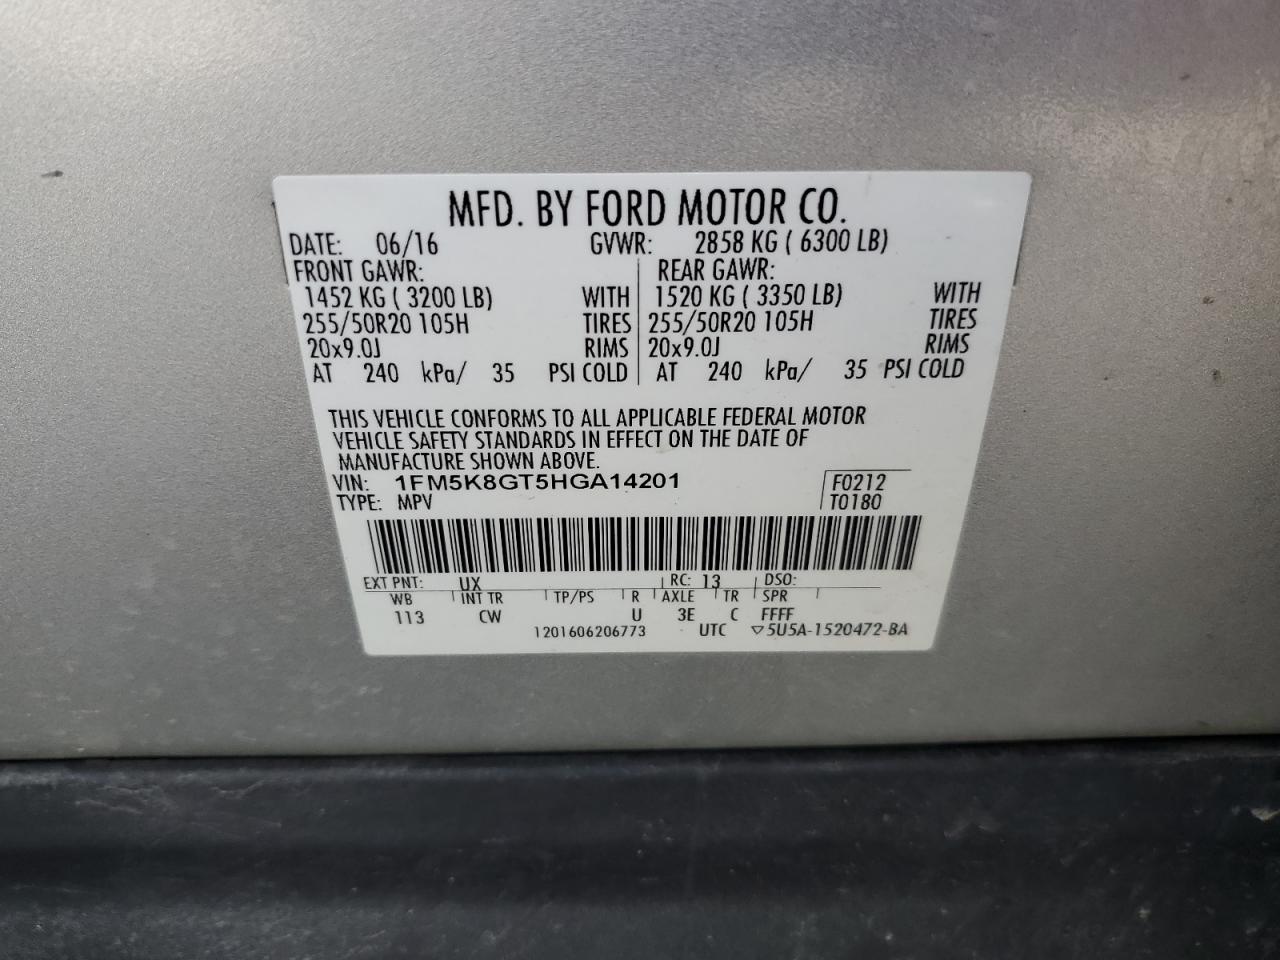 MFD. BY FORD MOTOR CO.
DATE: 06/16 GVWR: 2858 KG ( 6300 LB)
FRONT GAWR: REAR GAWR:
1452 KG ( 3200 LB) WITH 1520 KG ( 3350 LB) WITH
255/50R20 105H TIRES 255/50R20 105H TIRES
20x9.0J RIMS 20x9.0J RIMS
AT 240 kPa/ 35 PSI COLD AT 240 kPa/ 35 PSI COLD
THIS VEHICLE CONFORMS TO ALL APPLICABLE FEDERAL MOTOR
VEHICLE SAFETY STANDARDS IN EFFECT ON THE DATE OF
MANUFACTURE SHOWN ABOVE.
VIN: 1FM5K8GT5HGA14201 F0212
TYPE: MPV T0180
EXT PNT: UX RC: 13 DSO:
WB INT TR TP/PS R AXLE TR SPR
113 CW U 3E C FFFF
1201606206773 UTC ▽5U5A-1520472-BA